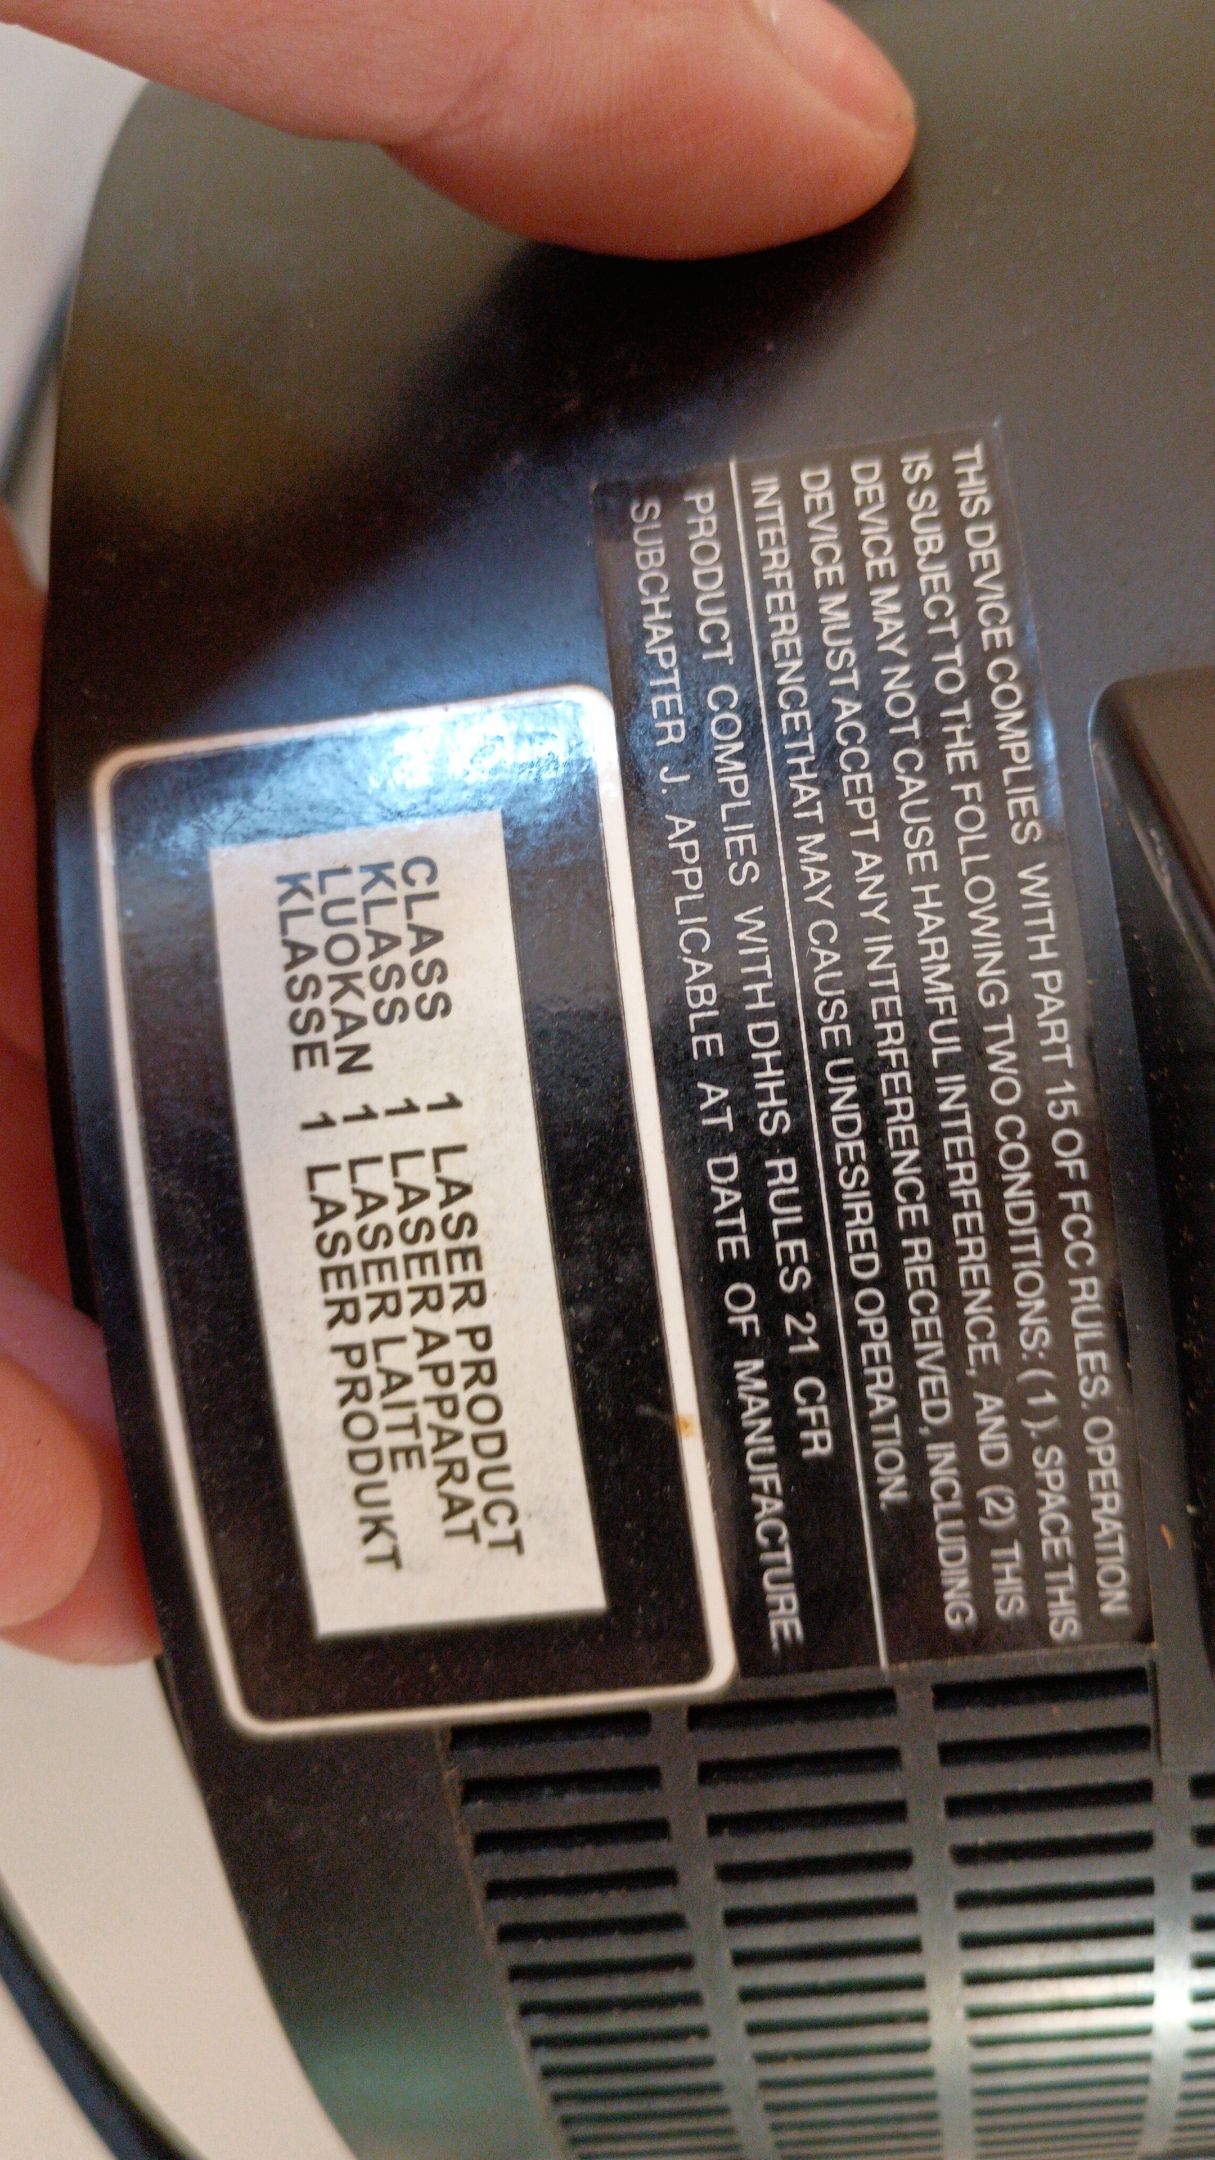 THIS DEVICE COMPLIES WITH PART 15 OF FCC RULES. OPERATION
IS SUBJECT TO THE FOLLOWING TWO CONDITIONS: ( 1 ). SPACE THIS
DEVICE MAY NOT CAUSE HARMFUL INTERFERENCE, AND (2) THIS
DEVICE MUST ACCEPT ANY INTERFERENCE RECEIVED, INCLUDING
INTERFERENCE THAT MAY CAUSE UNDESIRED OPERATION.
PRODUCT COMPLIES WITH DHHS RULES 21 CFR
SUBCHAPTER J. APPLICABLE AT DATE OF MANUFACTURE.
CLASS 1 LASER PRODUCT
KLASS 1 LASER APPARAT
LUOKAN 1 LASER LAITE
KLASSE 1 LASER PRODUKT